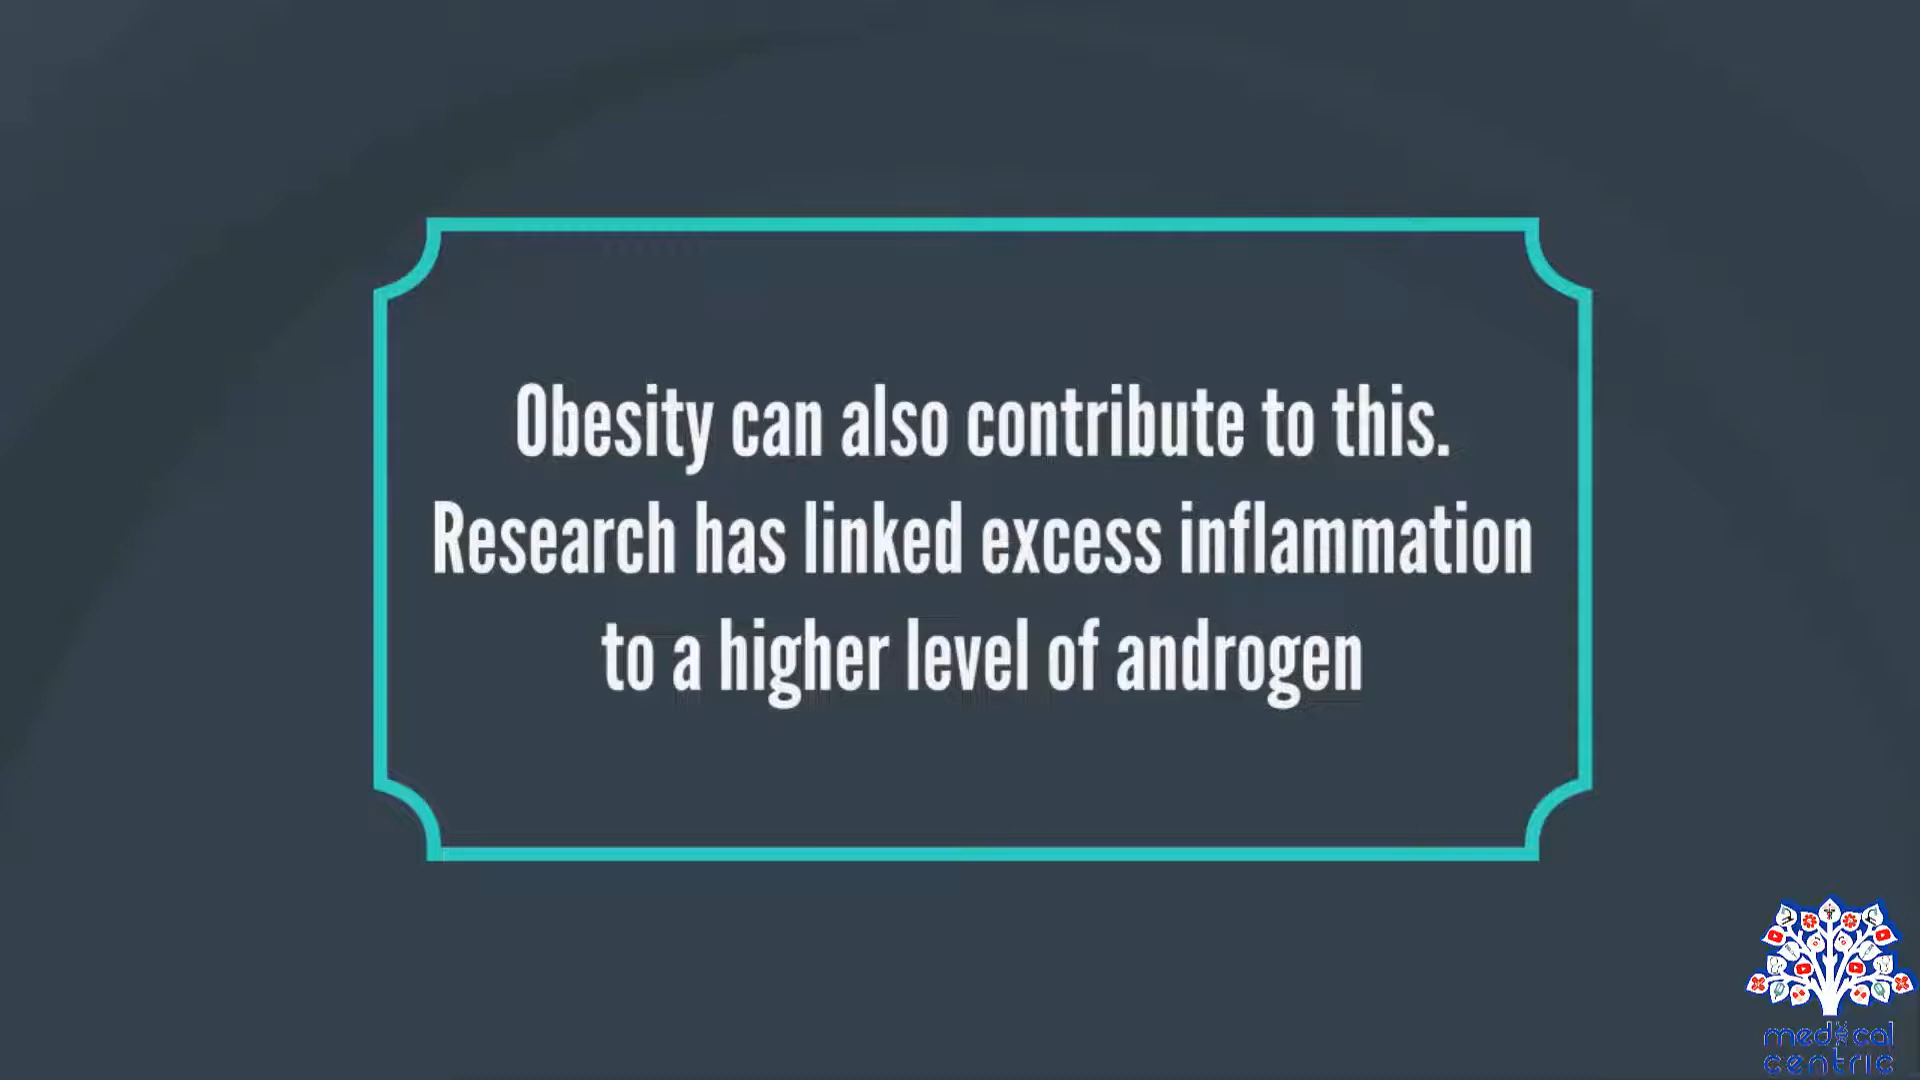 Obesity can also contribute to this.
Research has linked excess inflammation
to a higher level of androgen
medical
centric